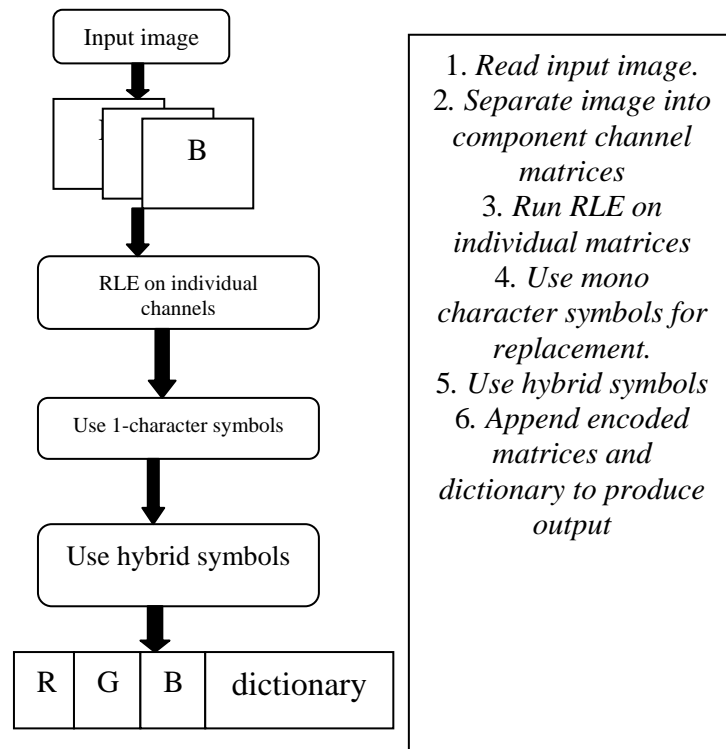 Input image
B
RLE on individual
channels
Use 1-character symbols
Use hybrid symbols
R G B dictionary
1. Read input image.
2. Separate image into
component channel
matrices
3. Run RLE on
individual matrices
4. Use mono
character symbols for
replacement.
5. Use hybrid symbols
6. Append encoded
matrices and
dictionary to produce
output